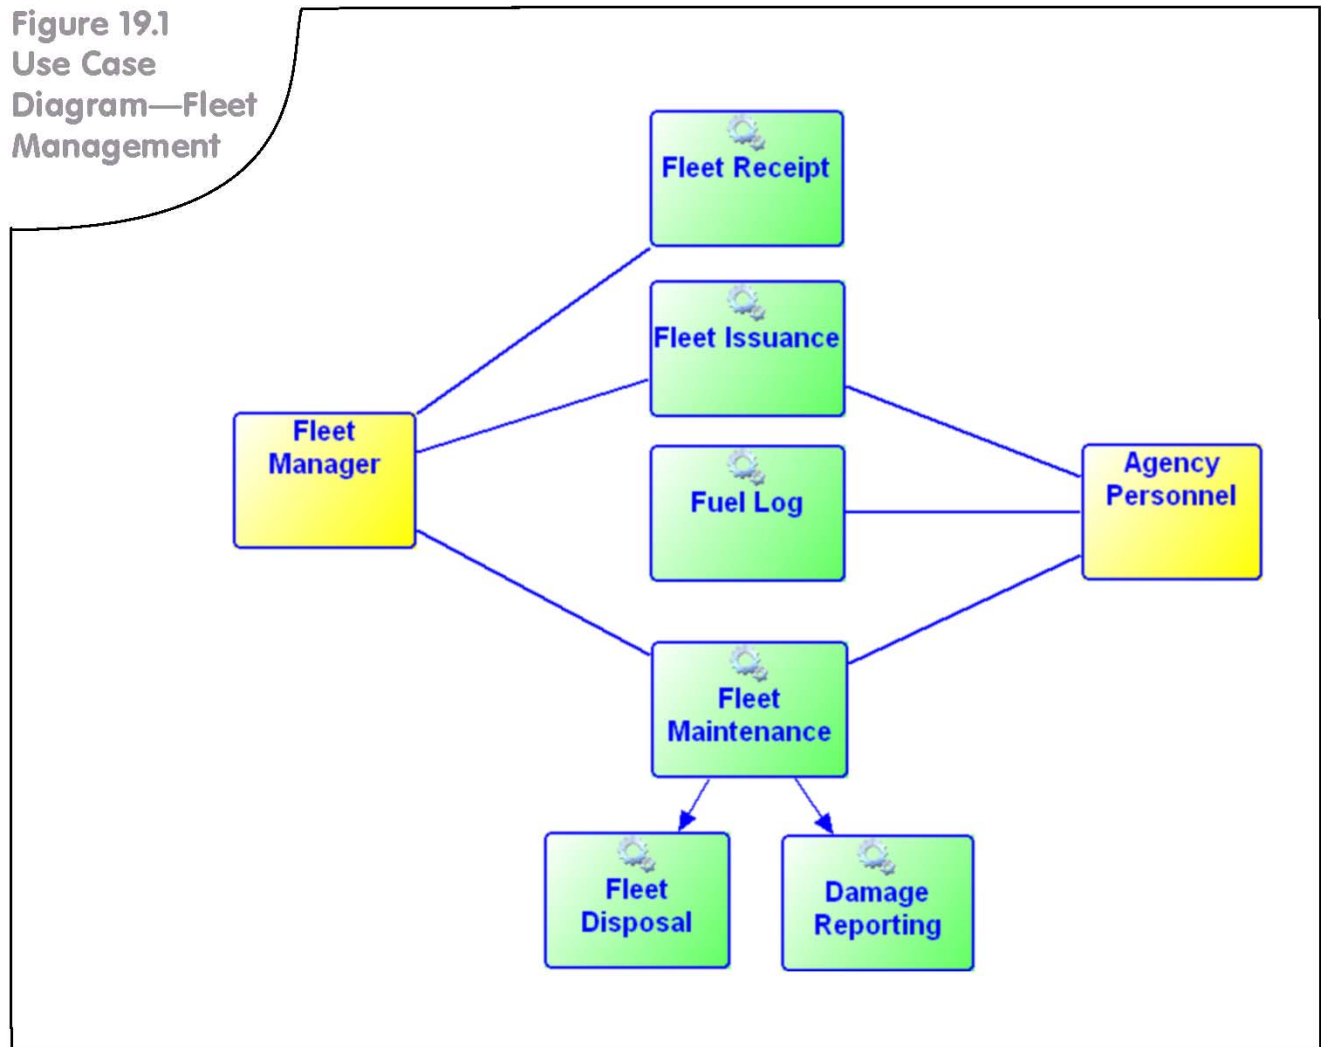 Figure 19.1
Use Case
Diagram—Fleet
Management
Fleet Receipt
Fleet Issuance
Fleet
Manager
Fuel Log
Agency
Personnel
Fleet
Maintenance
Fleet
Disposal
Damage
Reporting